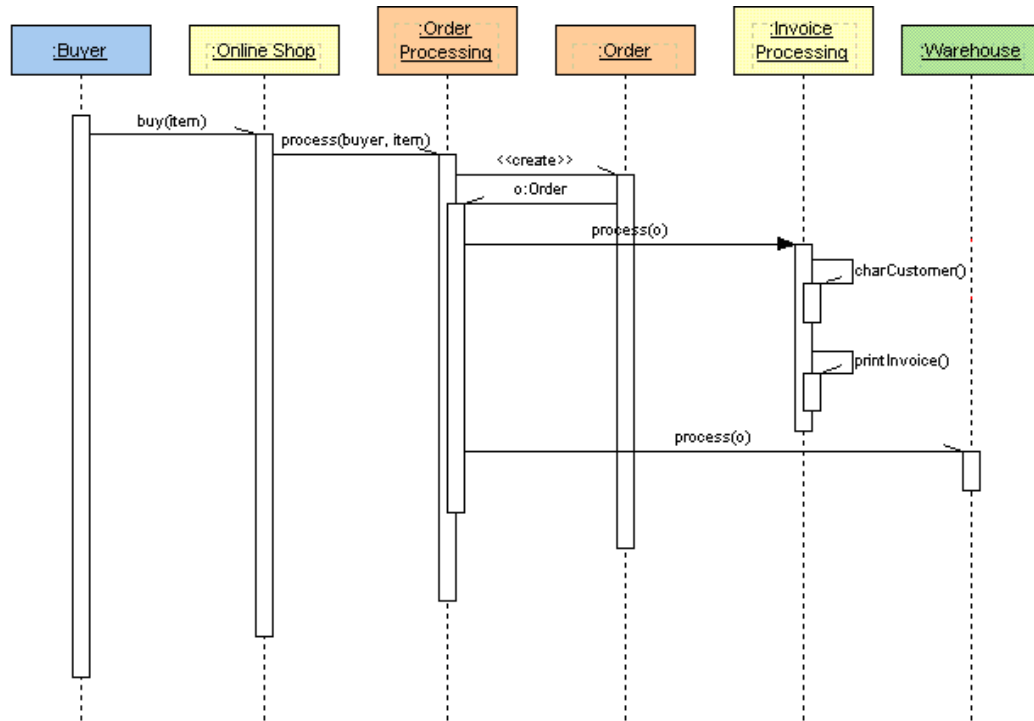 :Buyer
:Online Shop
:Order
Processing
:Order
:Invoice
Processing
:Warehouse
buy(item)
process(buyer, item)
<<create>>
o:Order
process(o)
charCustomer()
printInvoice()
process(o)